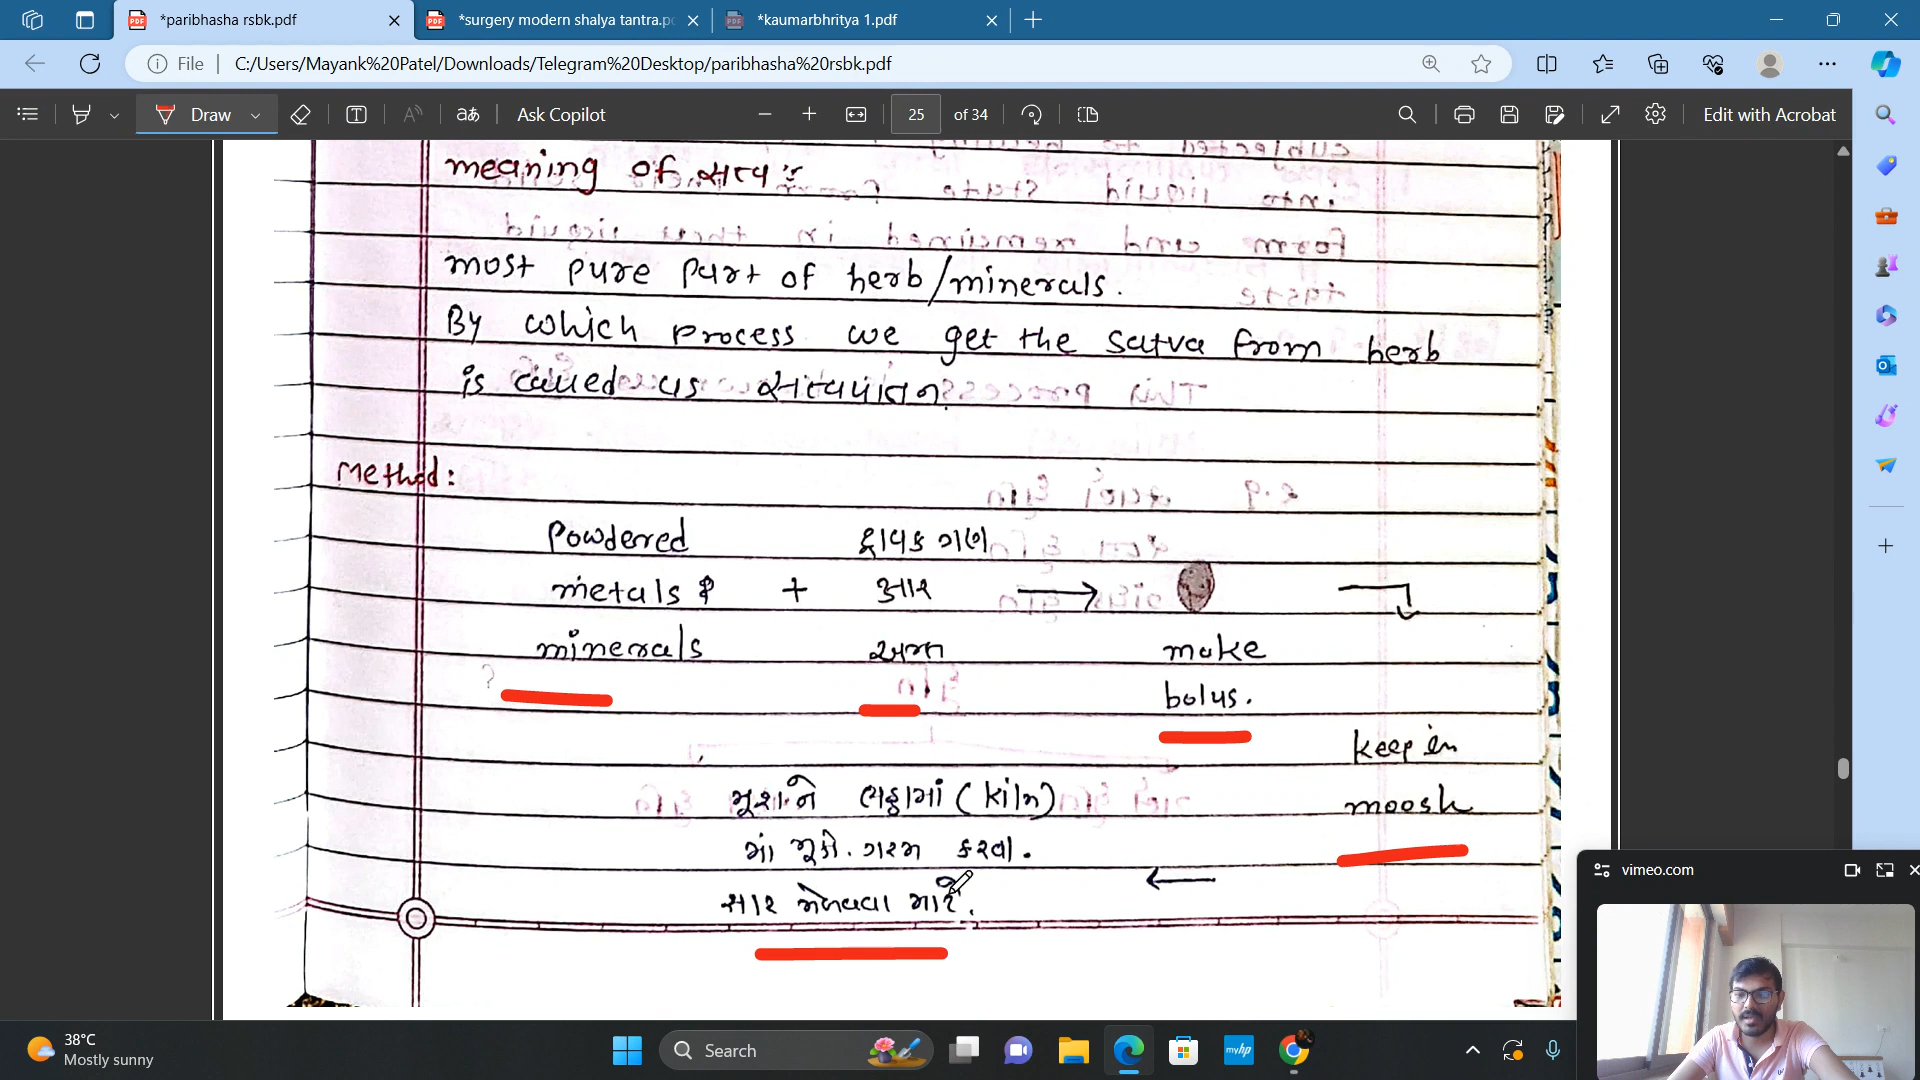 *paribhasha rsbk.pdf
*surgery modern shalya tantra.pd
*kaumarbhritya 1.pdf
File
C:/Users/Mayank%20Patel/Downloads/Telegram%20Desktop/paribhasha%20rsbk.pdf
Draw
Ask Copilot
25 of 34
Edit with Acrobat
meaning of સત્વ :
most pure part of herb/minerals.
By which process we get the satva from herb
is called as સત્વપાતન.
Method:
Powdered દ્રાવક ગણ
metals & + ક્ષાર
minerals અમ્લ make
? bolus.
keep in
મૂશાને ભઠ્ઠામાં (kiln) moosh
માં મૂકો. ગરમ કરવા.
સાર મેળવવા માટે.
vimeo.com
38°C
Mostly sunny
Search
myhp